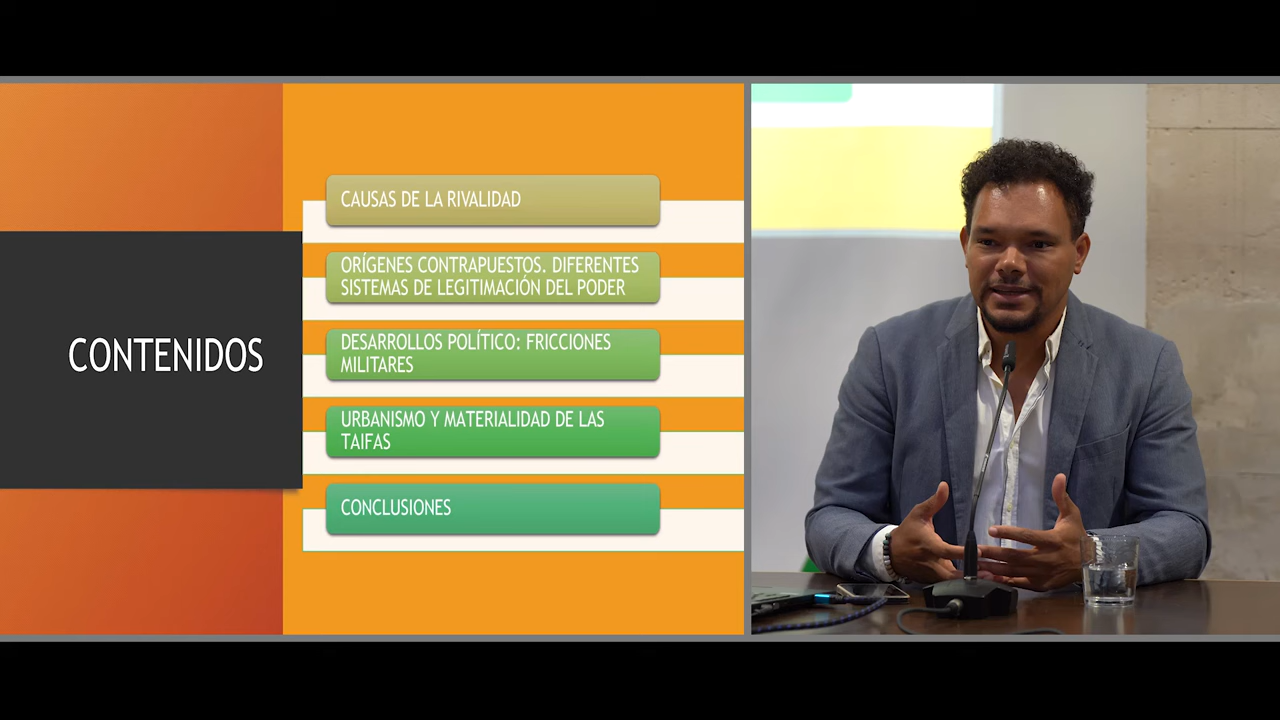 CONTENIDOS
CAUSAS DE LA RIVALIDAD
ORÍGENES CONTRAPUESTOS. DIFERENTES
SISTEMAS DE LEGITIMACIÓN DEL PODER
DESARROLLOS POLÍTICO: FRICCIONES
MILITARES
URBANISMO Y MATERIALIDAD DE LAS
TAIFAS
CONCLUSIONES